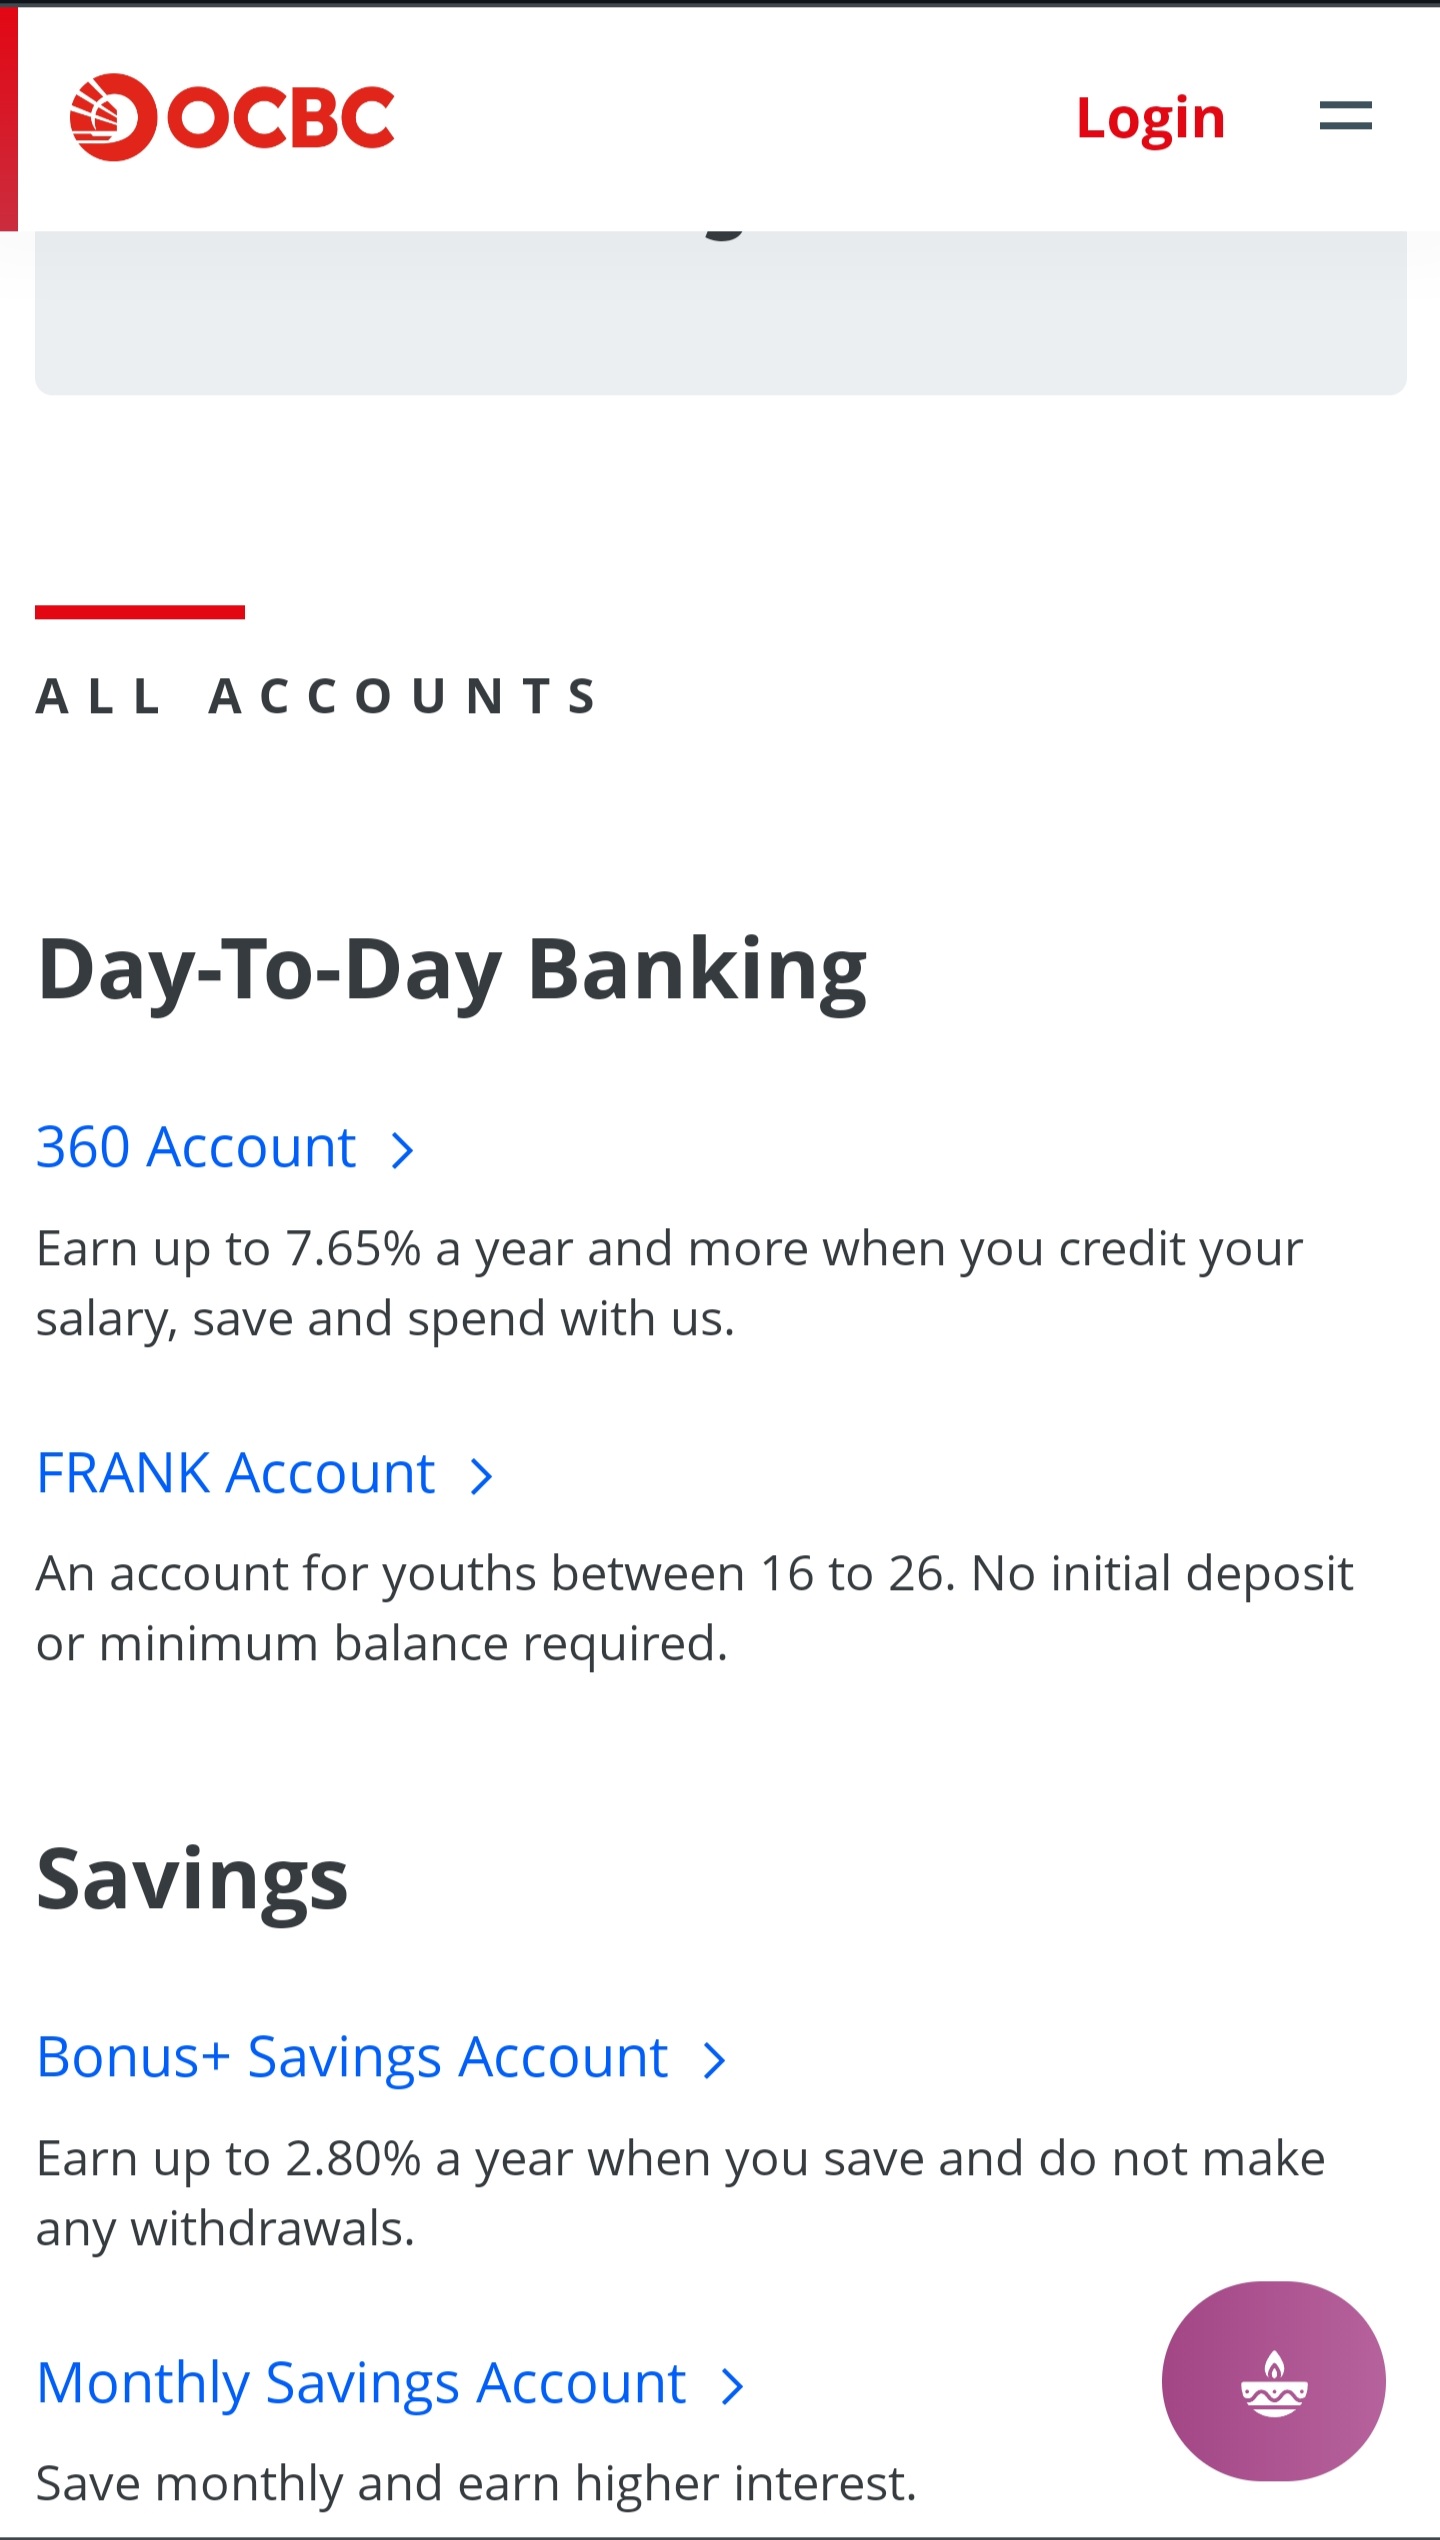 OCBC
Login
ALL ACCOUNTS
Day-To-Day Banking
360 Account
Earn up to 7.65% a year and more when you credit your
salary, save and spend with us.
FRANK Account
An account for youths between 16 to 26. No initial deposit
or minimum balance required.
Savings
Bonus+ Savings Account
Earn up to 2.80% a year when you save and do not make
any withdrawals.
Monthly Savings Account
Save monthly and earn higher interest.